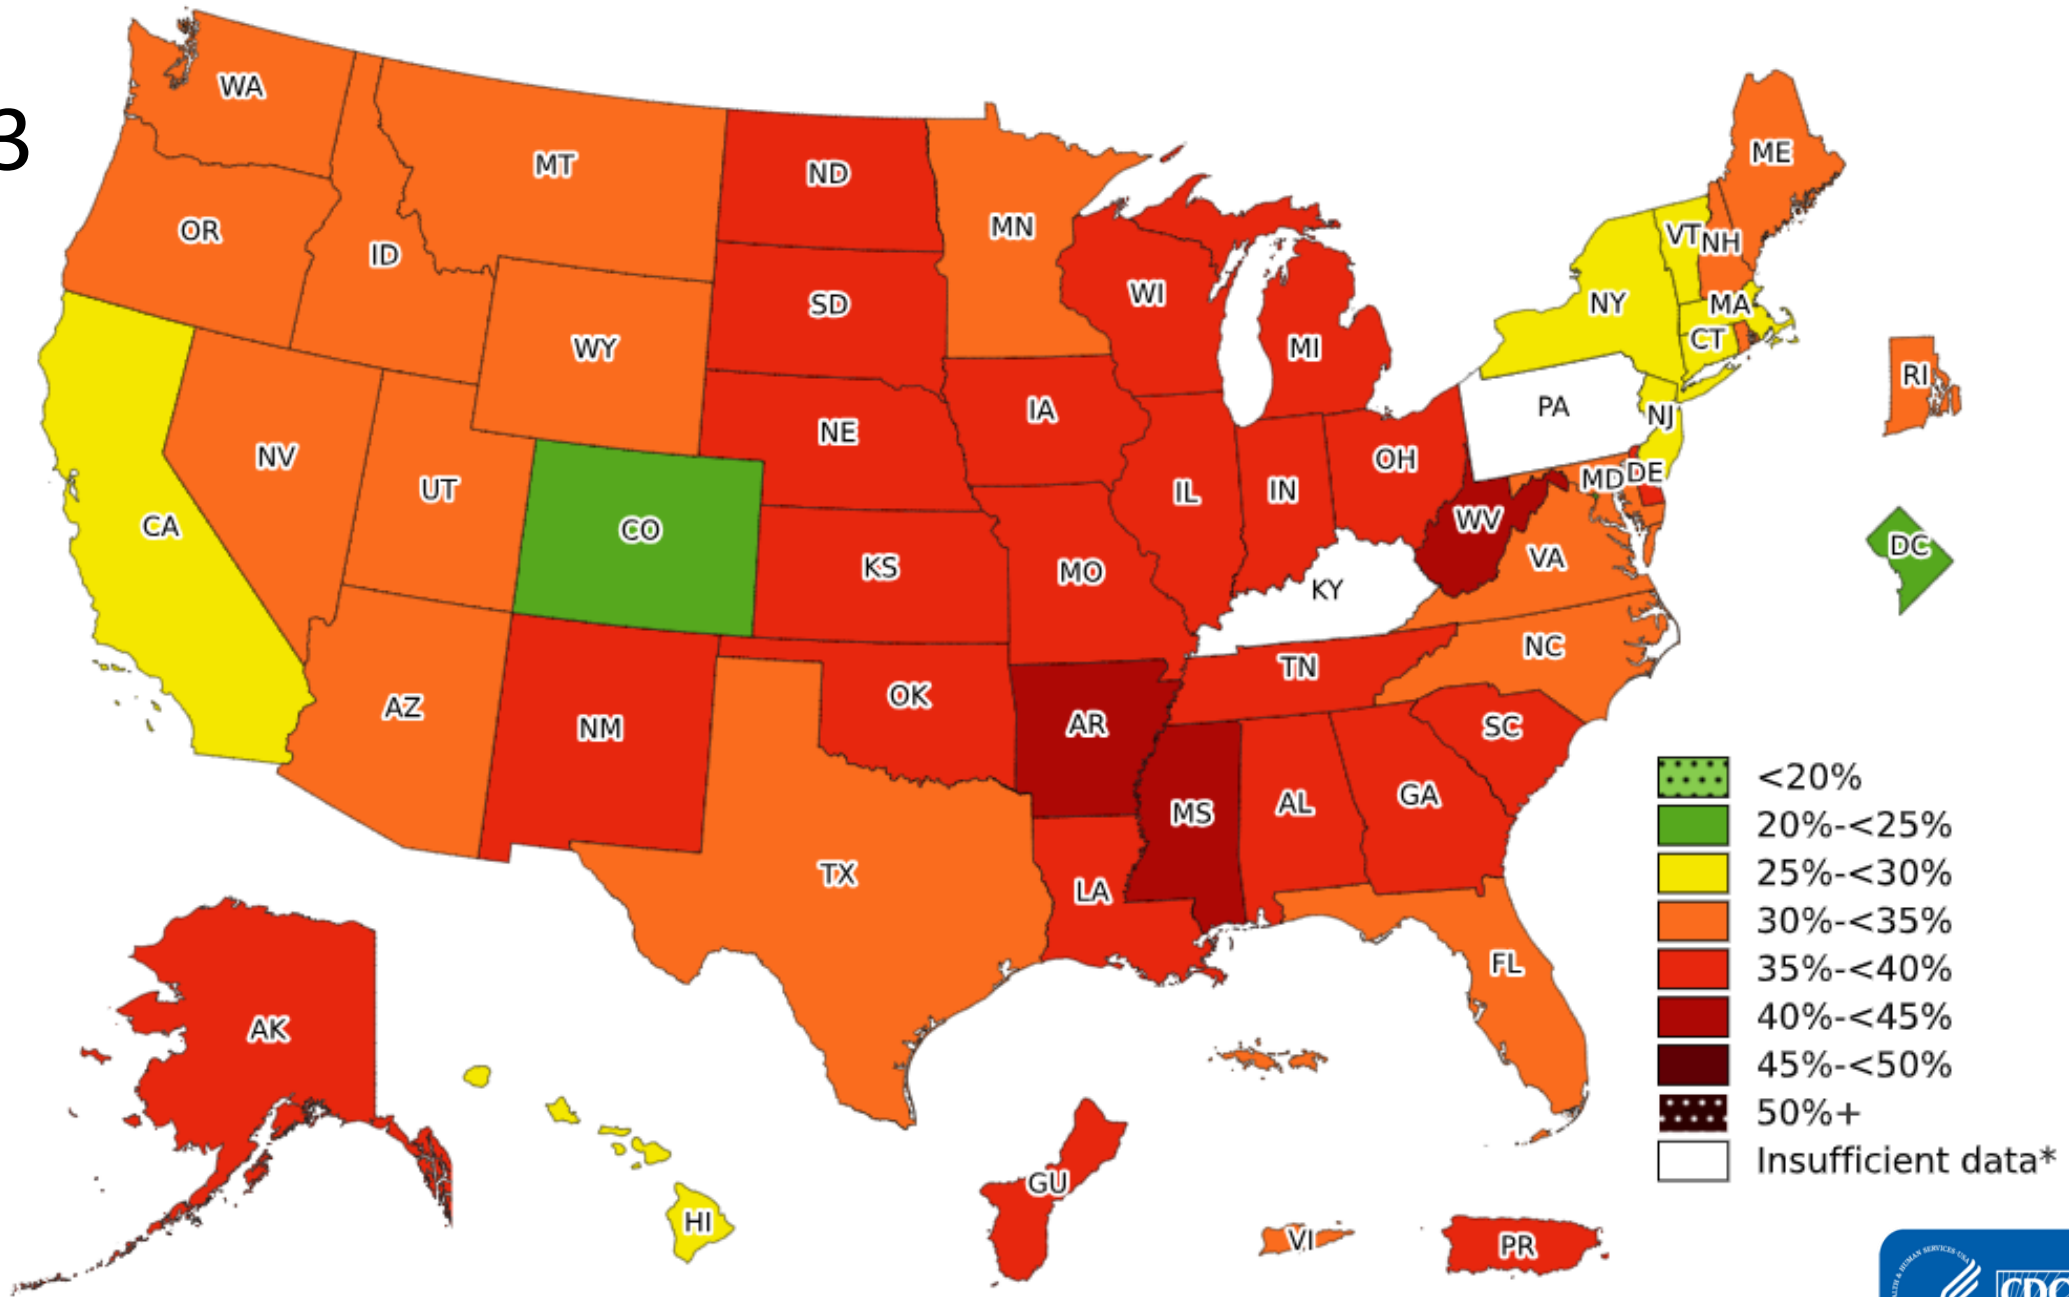 3
WA
MT
ND
MN
ME
OR
ID
SD
WI
VT
NH
WY
MI
NY
MA
CT
RI
NE
IA
PA
NJ
NV
UT
CO
IL
IN
OH
MD
DE
CA
KS
MO
WV
VA
DC
KY
NC
AZ
NM
OK
AR
TN
SC
TX
LA
MS
AL
GA
FL
AK
HI
GU
VI
PR
<20%
20%-<25%
25%-<30%
30%-<35%
35%-<40%
40%-<45%
45%-<50%
50%+
Insufficient data*